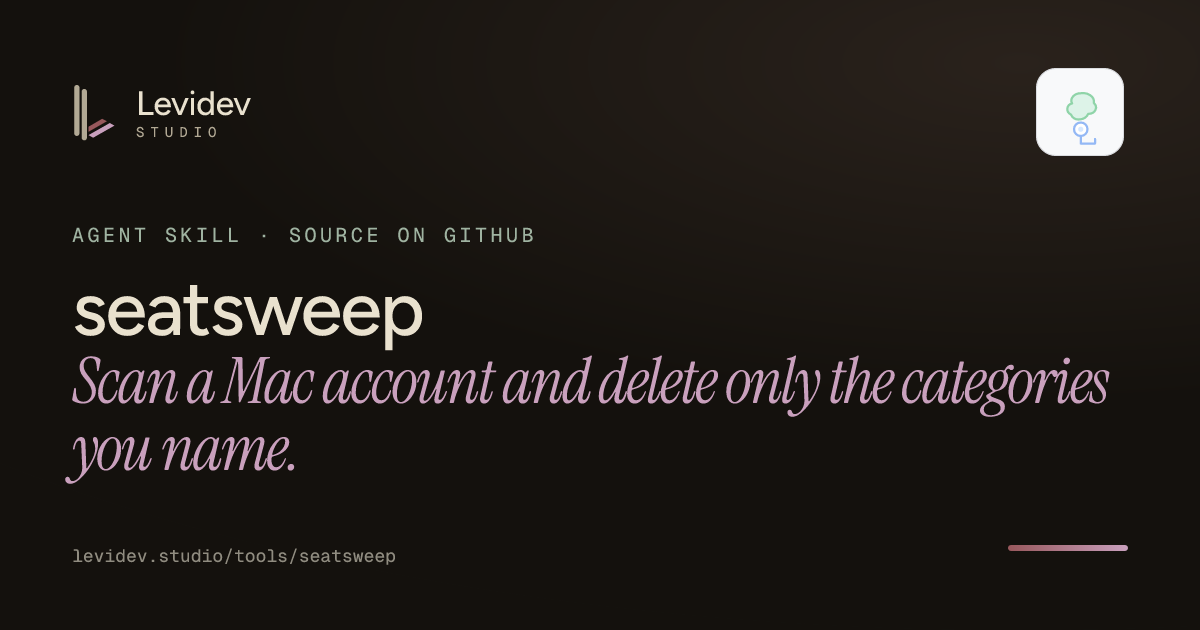 Levidev
STUDIO
AGENT SKILL · SOURCE ON GITHUB
seatsweep
Scan a Mac account and delete only the categories
you name.
levidev.studio/tools/seatsweep